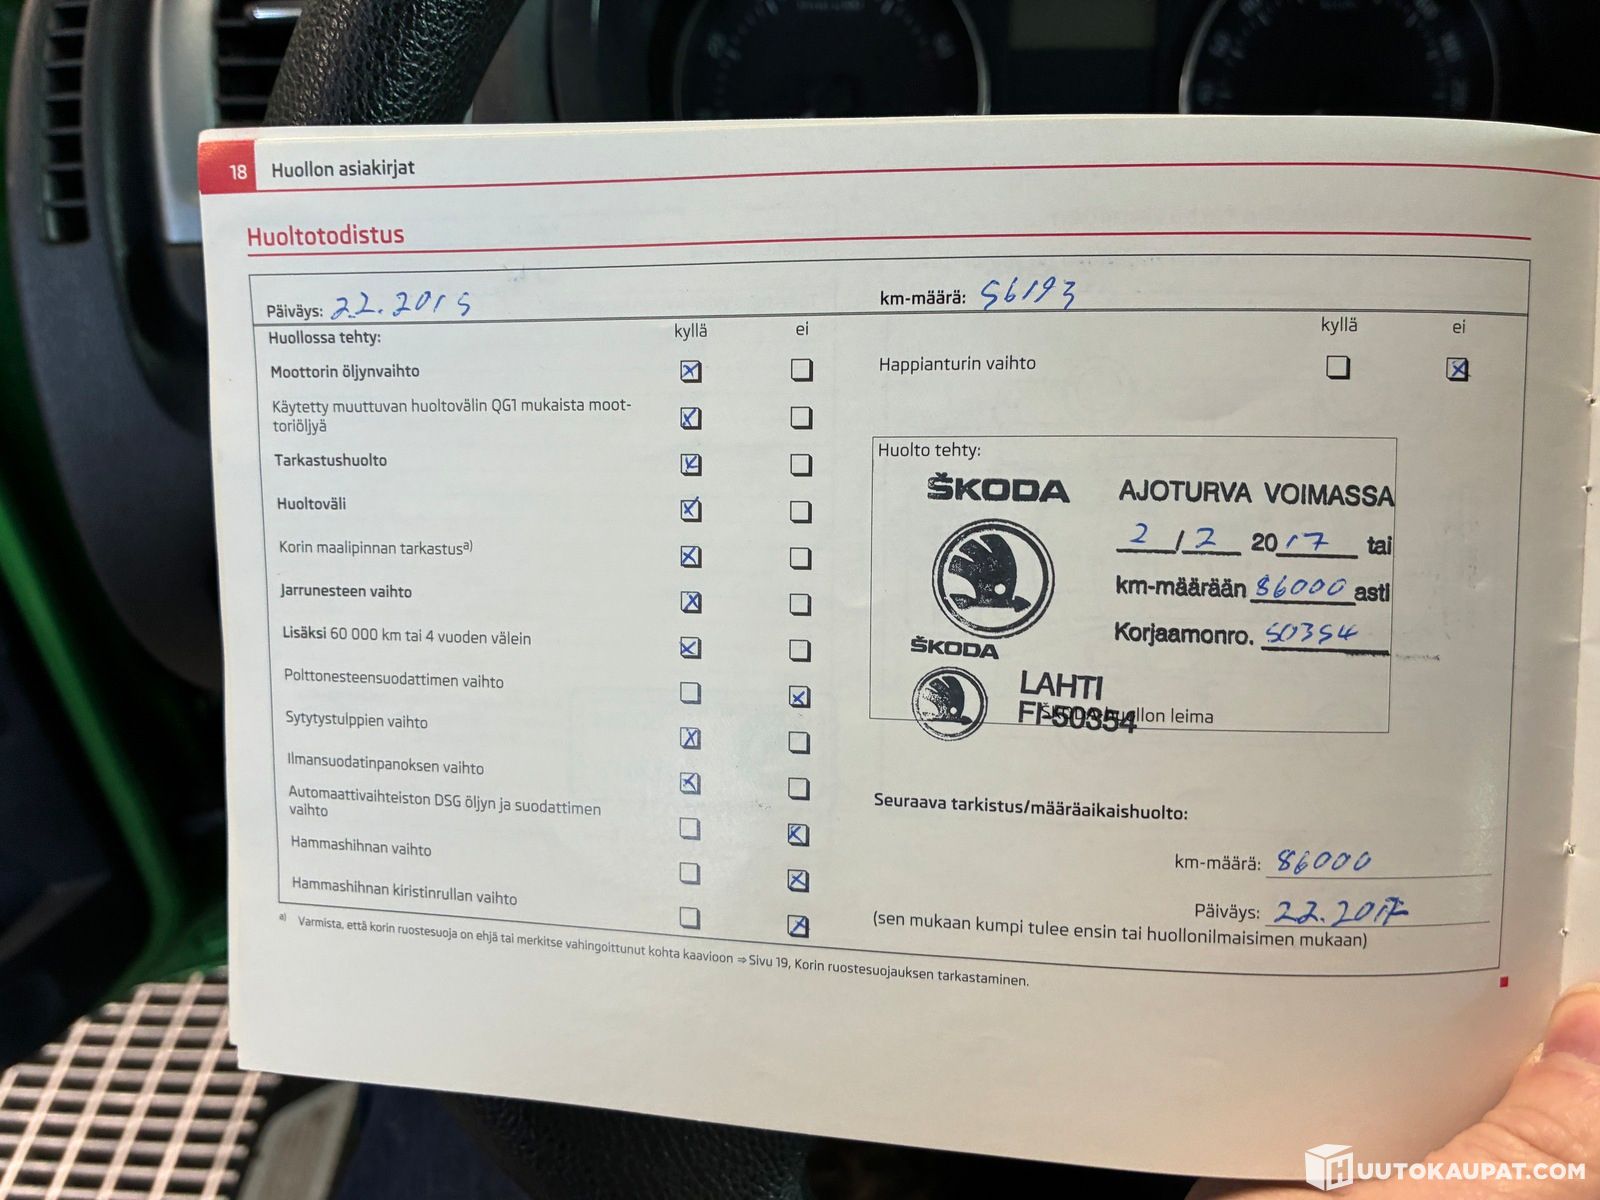 18 Huollon asiakirjat
Huoltotodistus
Päiväys: 2.2.2015
km-määrä: 56193
Huollossa tehty: kyllä ei
kyllä ei
Moottorin öljynvaihto
Käytetty muuttuvan huoltovälin QG1 mukaista moot-
toriöljyä
Tarkastushuolto
Huoltoväli
Korin maalipinnan tarkastus a)
Jarrunesteen vaihto
Lisäksi 60 000 km tai 4 vuoden välein
Polttonesteensuodattimen vaihto
Sytytystulppien vaihto
Ilmansuodatinpanoksen vaihto
Automaattivaihteiston DSG öljyn ja suodattimen
vaihto
Hammashihnan vaihto
Hammashihnan kiristinrullan vaihto
Happianturin vaihto
Huolto tehty:
ŠKODA
AJOTURVA VOIMASSA
2 / 2 2017 tai
km-määrään 86000 asti
Korjaamonro. 50354
ŠKODA
LAHTI
FI-50354
huollon leima
Seuraava tarkistus/määräaikaishuolto:
km-määrä: 86000
Päiväys: 2.2.2017
(sen mukaan kumpi tulee ensin tai huollonilmaisimen mukaan)
a) Varmista, että korin ruostesuoja on ehjä tai merkitse vahingoittunut kohta kaavioon ⇒ Sivu 19, Korin ruostesuojauksen tarkastaminen.
HUUTOKAUPAT.COM